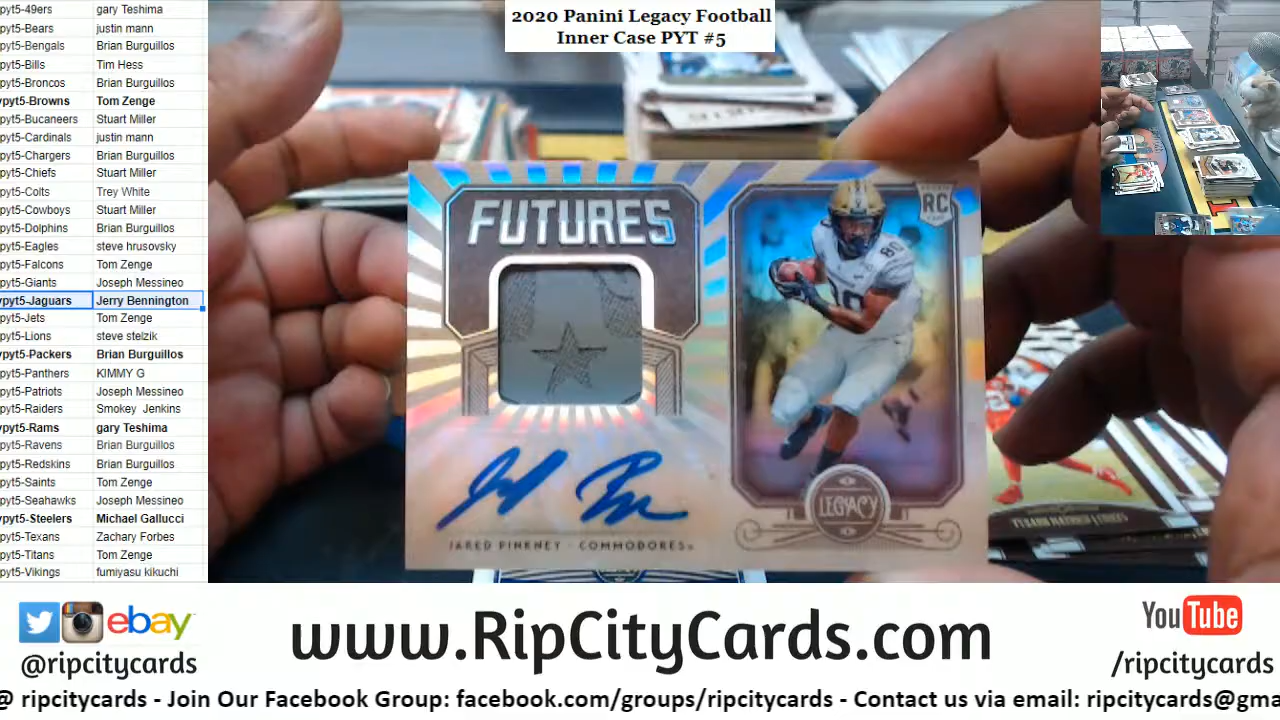 2020 Panini Legacy Football
Inner Case PYT #5
pyt5-49ers gary Teshima
pyt5-Bears justin mann
pyt5-Bengals Brian Burguillos
pyt5-Bills Tim Hess
pyt5-Broncos Brian Burguillos
pyt5-Browns Tom Zenge
pyt5-Bucaneers Stuart Miller
pyt5-Cardinals justin mann
pyt5-Chargers Brian Burguillos
pyt5-Chiefs Stuart Miller
pyt5-Colts Trey White
pyt5-Cowboys Stuart Miller
pyt5-Dolphins Brian Burguillos
pyt5-Eagles steve hrusovsky
pyt5-Falcons Tom Zenge
pyt5-Giants Joseph Messineo
pyt5-Jaguars Jerry Bennington
pyt5-Jets Tom Zenge
pyt5-Lions steve stelzik
pyt5-Packers Brian Burguillos
pyt5-Panthers KIMMY G
pyt5-Patriots Joseph Messineo
pyt5-Raiders Smokey Jenkins
pyt5-Rams gary Teshima
pyt5-Ravens Brian Burguillos
pyt5-Redskins Brian Burguillos
pyt5-Saints Tom Zenge
pyt5-Seahawks Joseph Messineo
pyt5-Steelers Michael Gallucci
pyt5-Texans Zachary Forbes
pyt5-Titans Tom Zenge
pyt5-Vikings fumiyasu kikuchi
FUTURES
RC
80
80
LEGACY
JARED PINKNEY · COMMODORES
ebay
@ripcitycards
www.RipCityCards.com
YouTube
/ripcitycards
@ ripcitycards - Join Our Facebook Group: facebook.com/groups/ripcitycards - Contact us via email: ripcitycards@gma